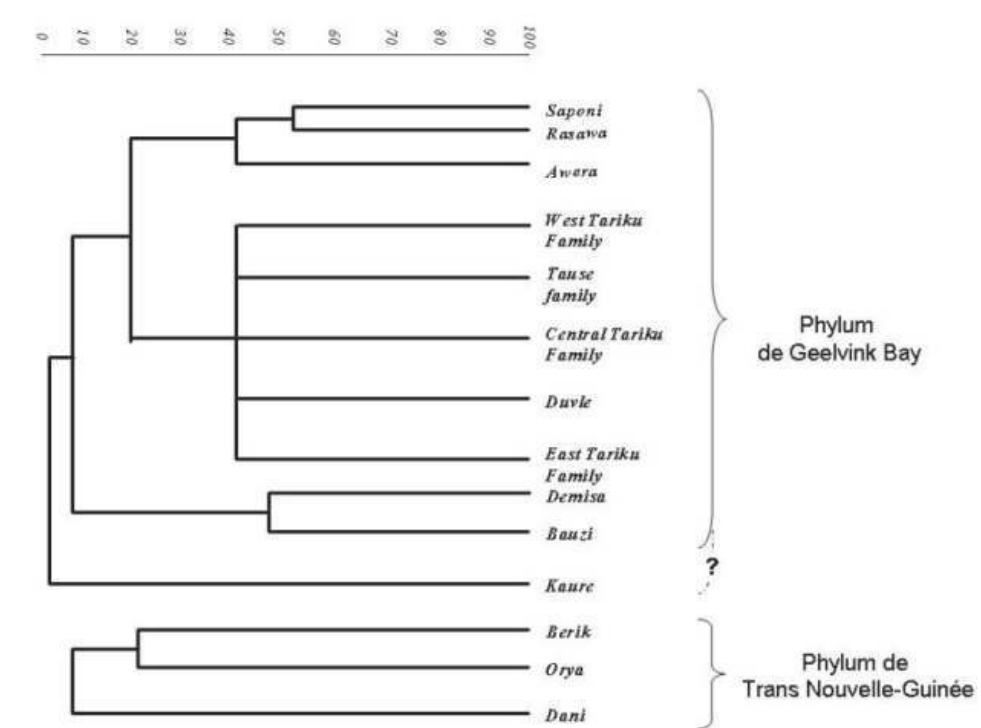 0 10 20 30 40 50 60 70 80 90 100
Saponi
Rasawa
Awera
West Tariku
Family
Tause
family
Central Tariku
Family
Duvle
East Tariku
Family
Demisa
Bauzi
Kaure
Berik
Orya
Dani
Phylum
de Geelvink Bay
?
Phylum de
Trans Nouvelle-Guinée